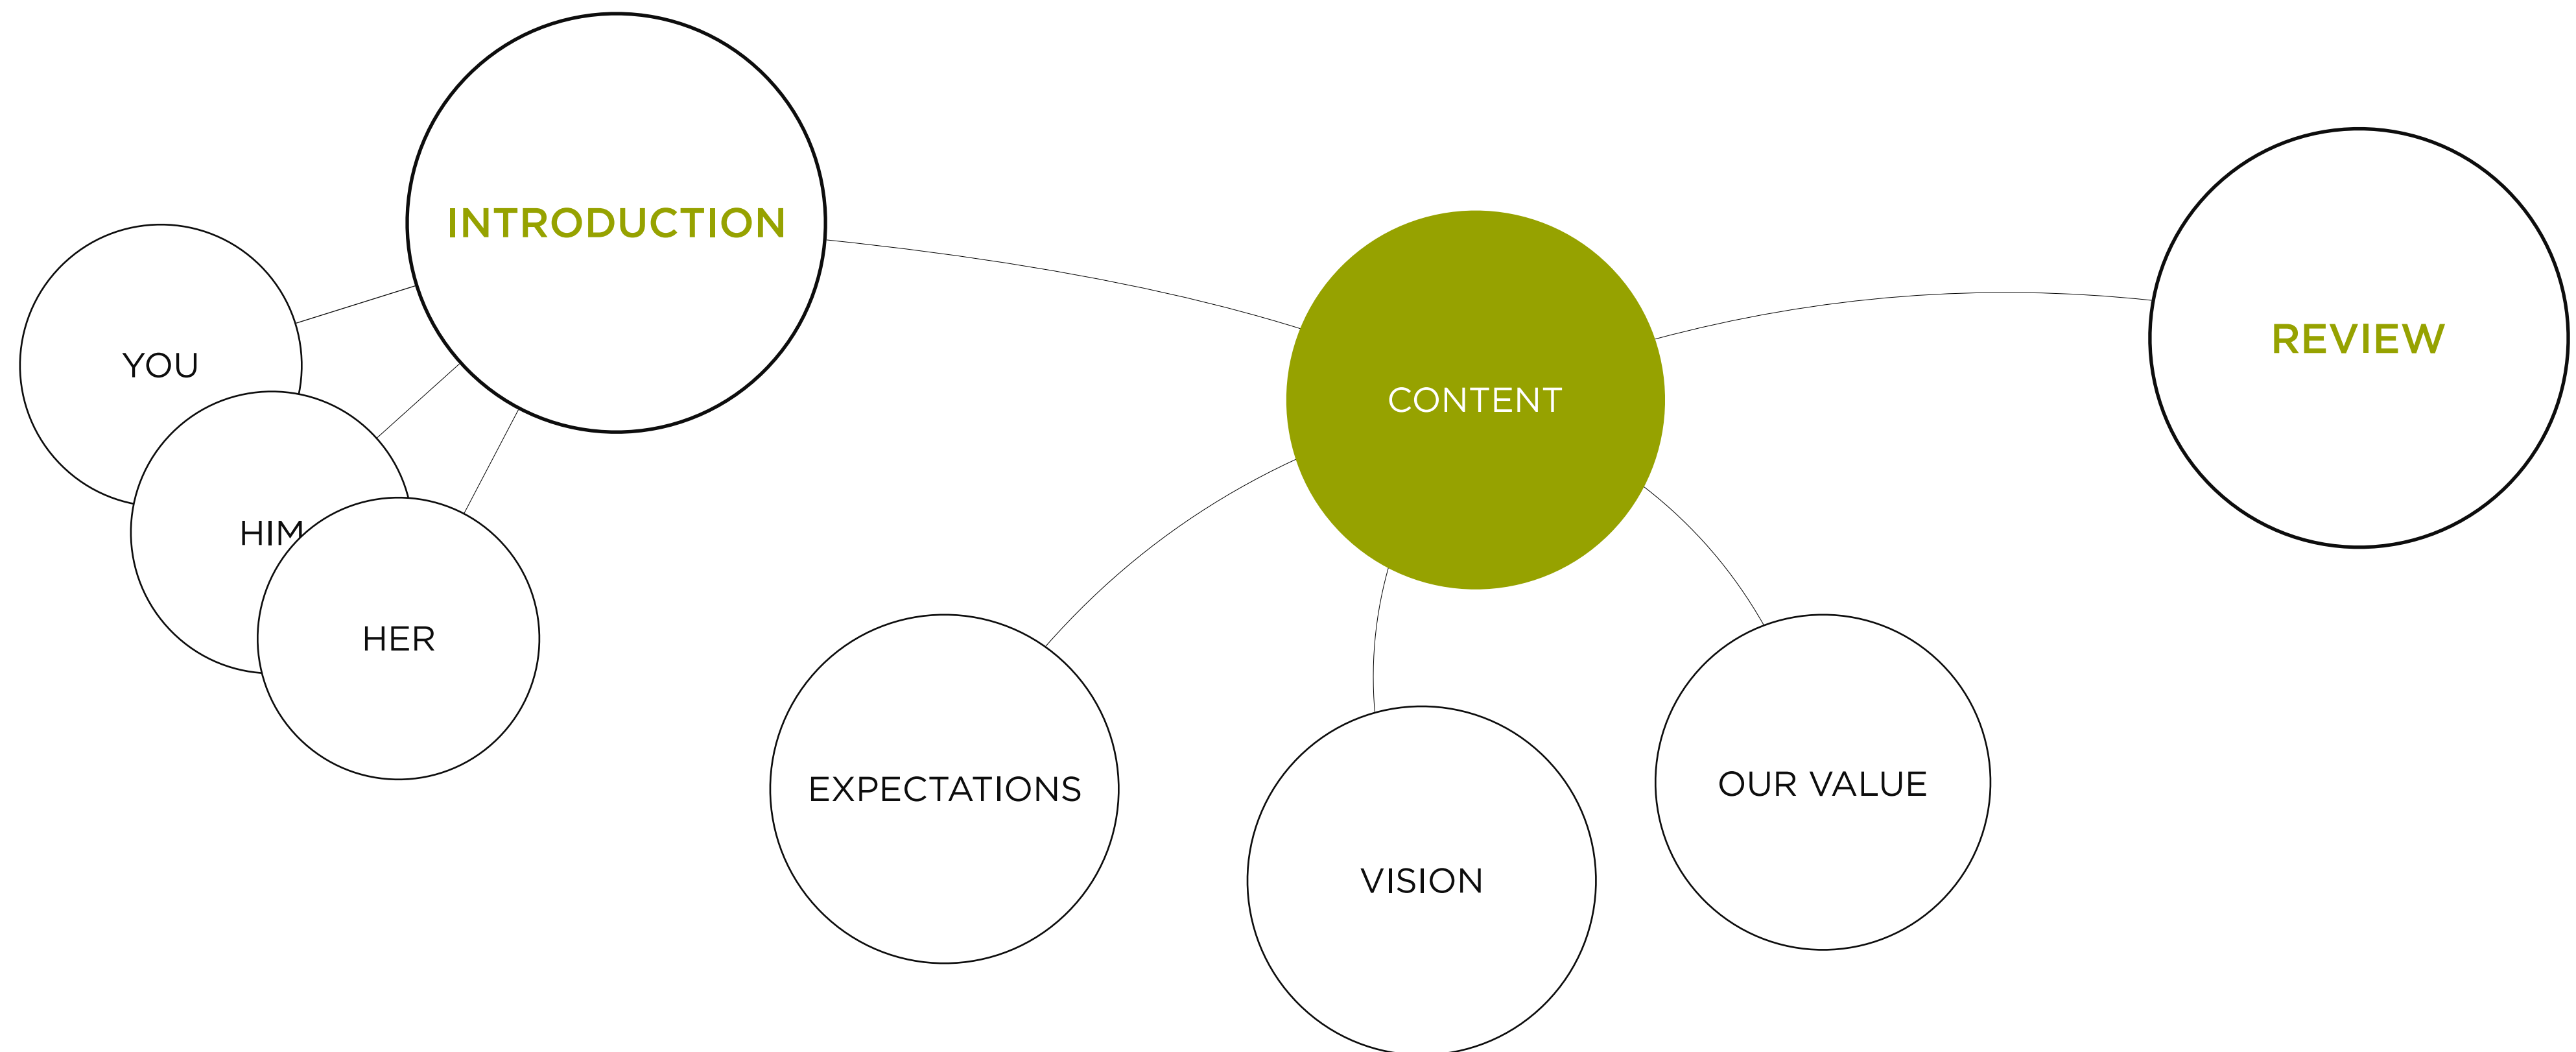 INTRODUCTION
YOU
HIM
HER
CONTENT
REVIEW
EXPECTATIONS
VISION
OUR VALUE